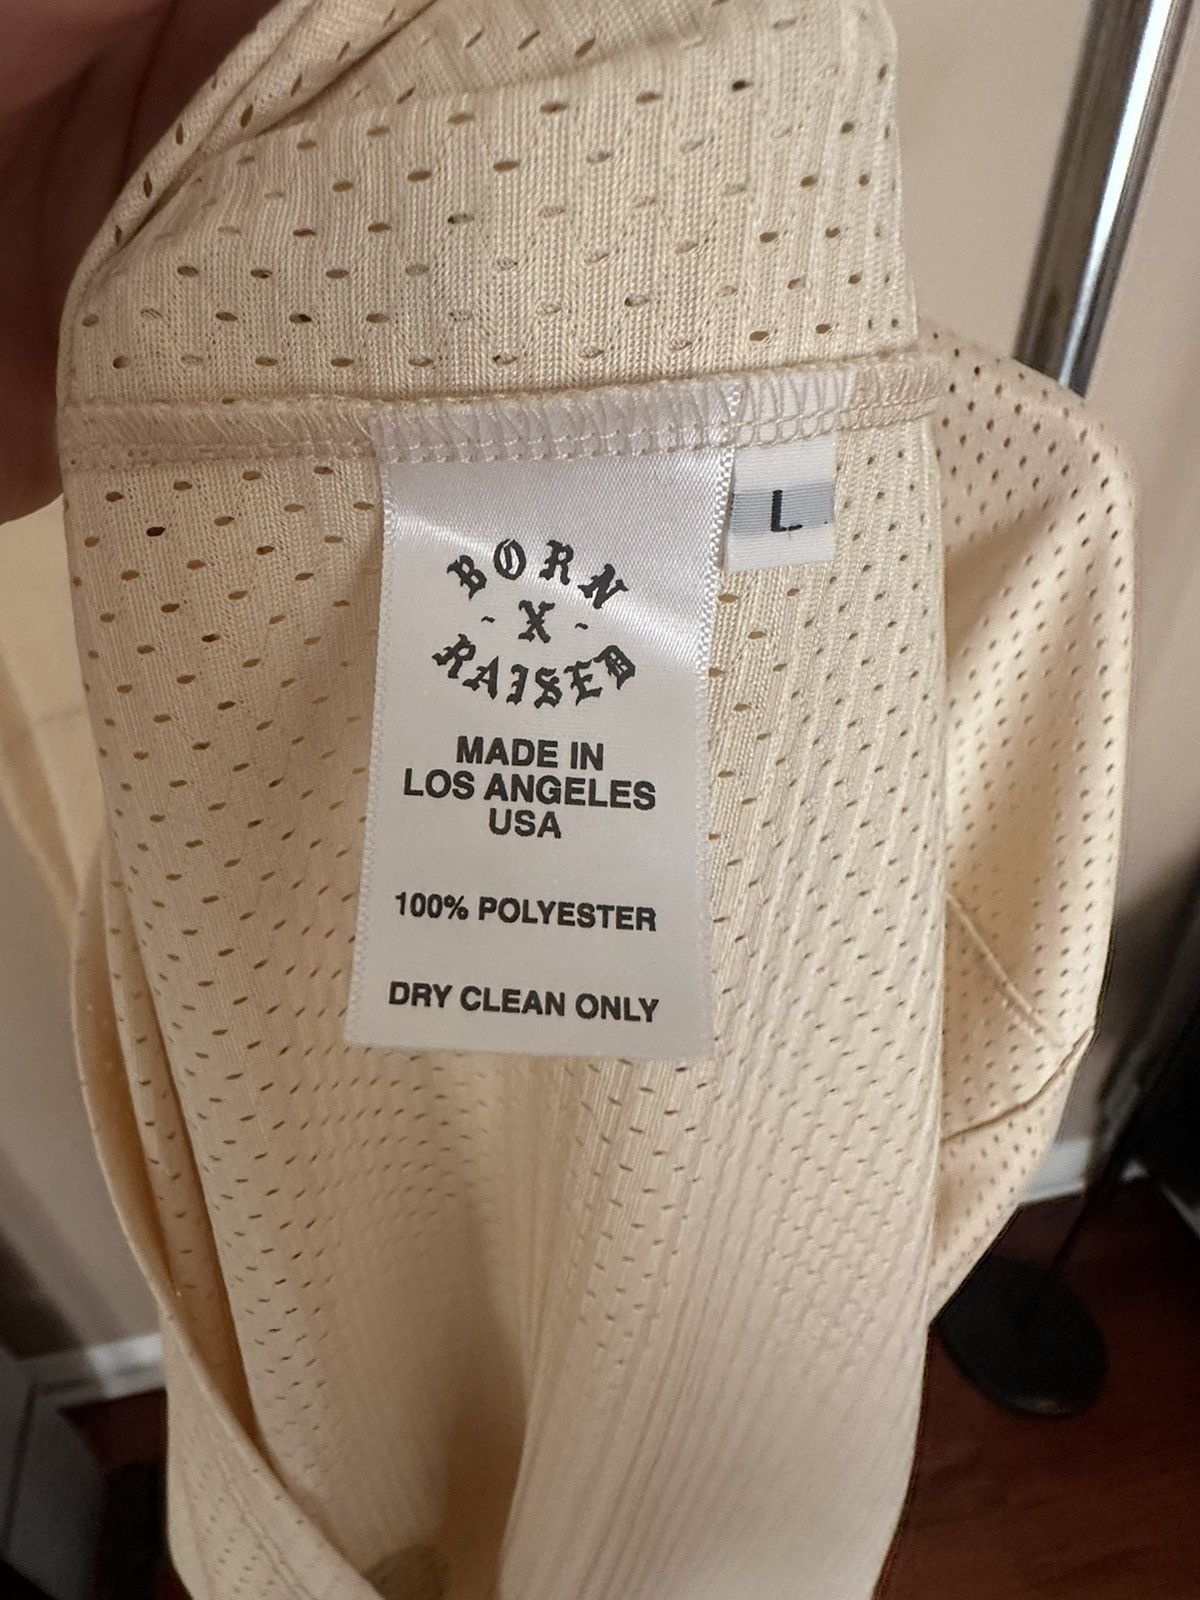 L
BORN
- X -
RAISED
MADE IN
LOS ANGELES
USA
100% POLYESTER
DRY CLEAN ONLY